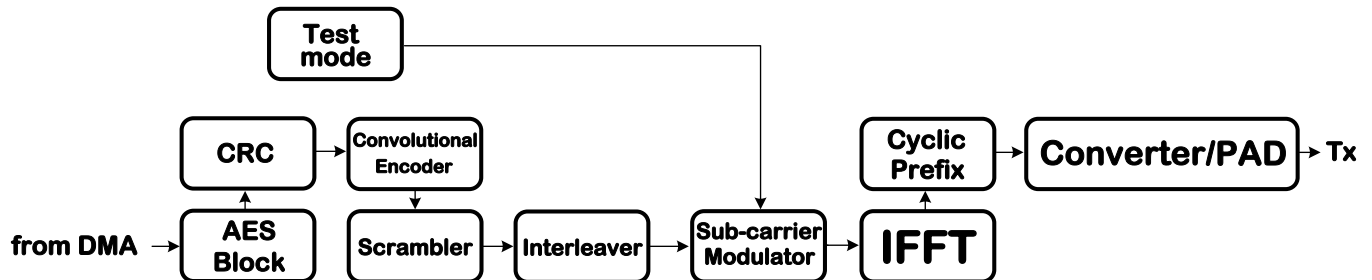 Test
mode
CRC
Convolutional
Encoder
Cyclic
Prefix
Converter/PAD
Tx
from DMA
AES
Block
Scrambler
Interleaver
Sub-carrier
Modulator
IFFT